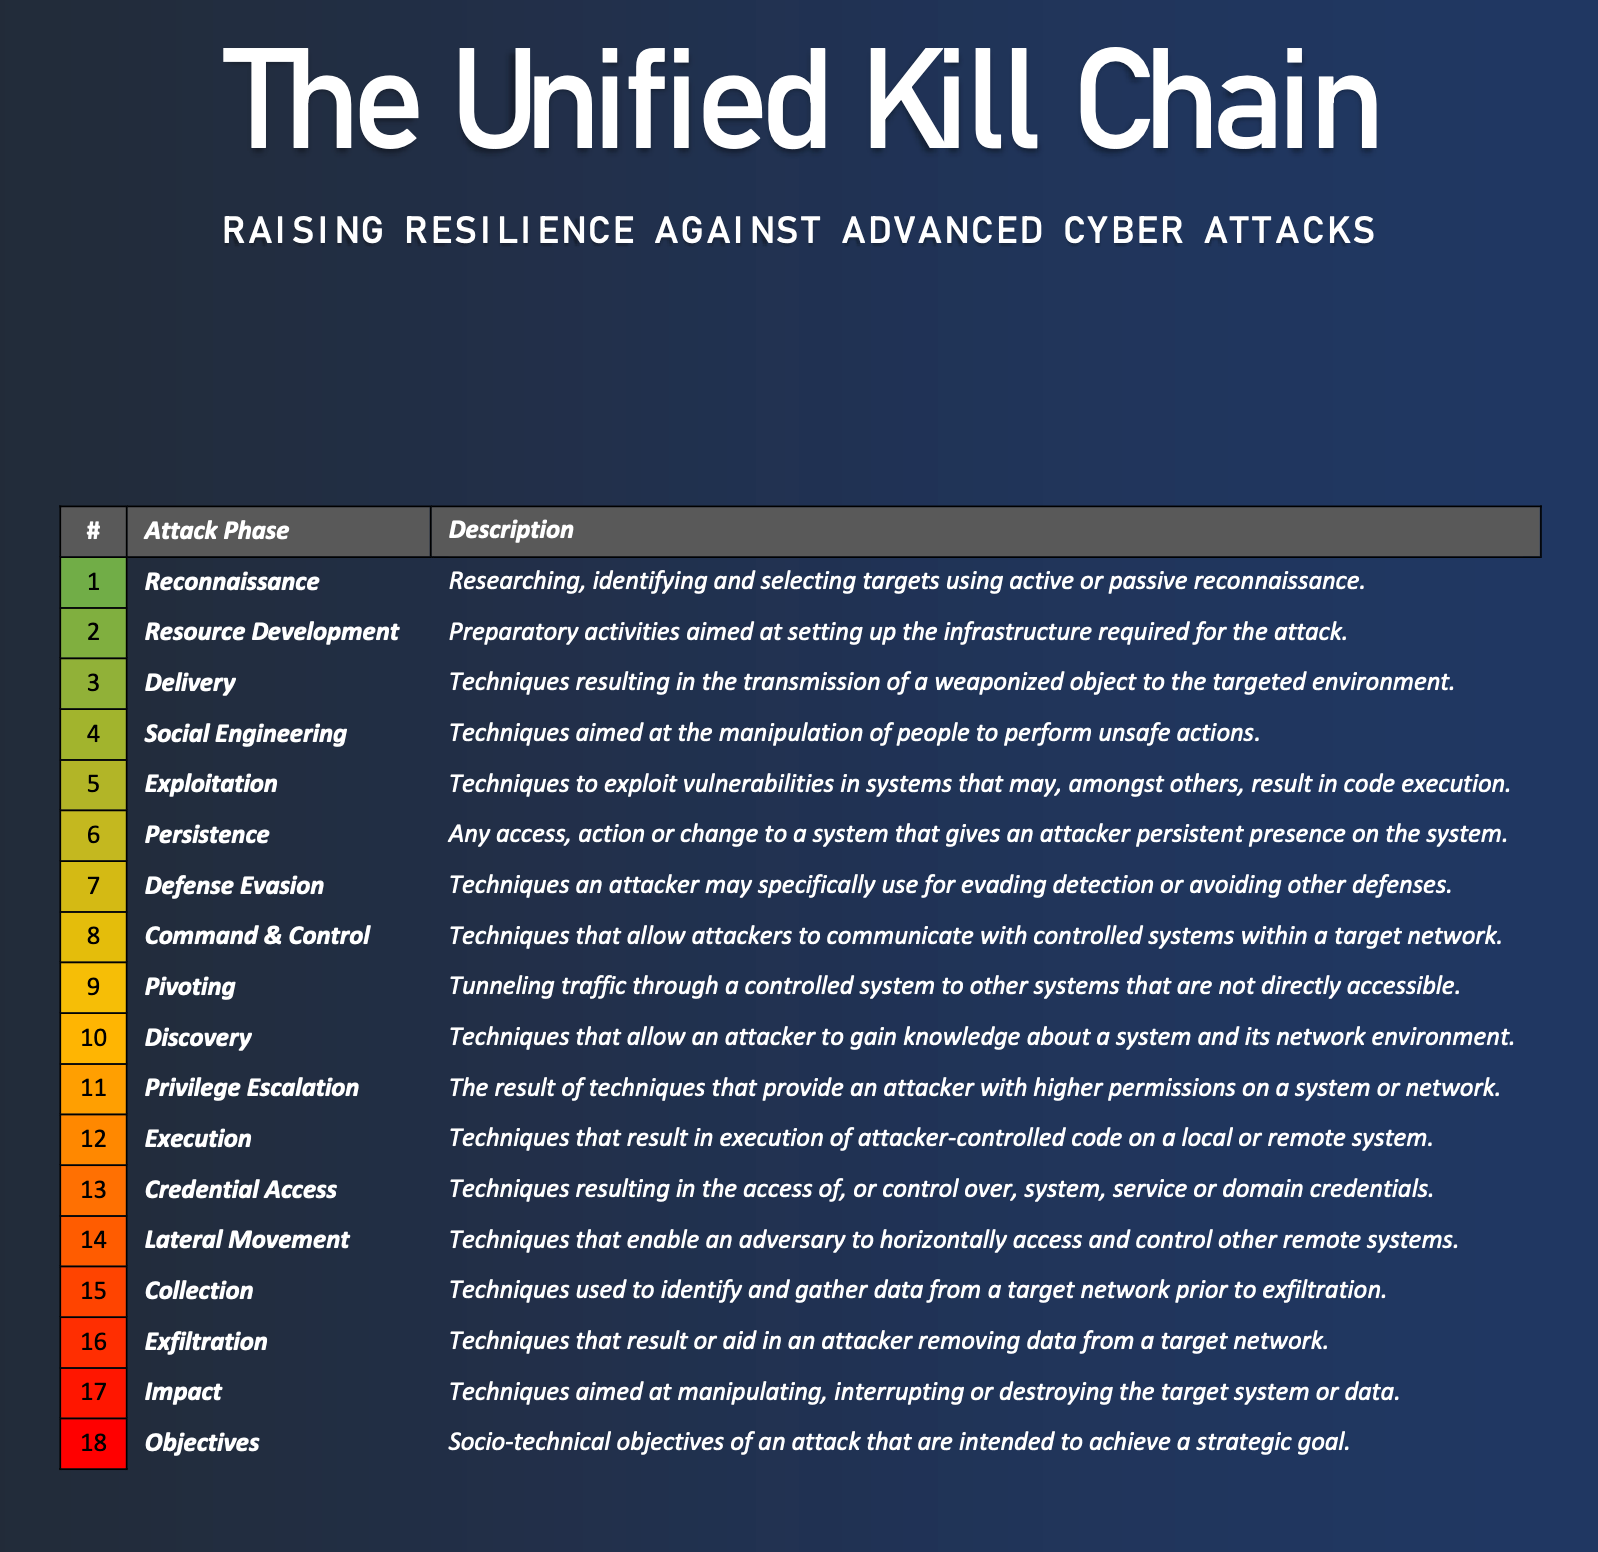 The Unified Kill Chain
RAISING RESILIENCE AGAINST ADVANCED CYBER ATTACKS
# Attack Phase Description
1 Reconnaissance Researching, identifying and selecting targets using active or passive reconnaissance.
2 Resource Development Preparatory activities aimed at setting up the infrastructure required for the attack.
3 Delivery Techniques resulting in the transmission of a weaponized object to the targeted environment.
4 Social Engineering Techniques aimed at the manipulation of people to perform unsafe actions.
5 Exploitation Techniques to exploit vulnerabilities in systems that may, amongst others, result in code execution.
6 Persistence Any access, action or change to a system that gives an attacker persistent presence on the system.
7 Defense Evasion Techniques an attacker may specifically use for evading detection or avoiding other defenses.
8 Command & Control Techniques that allow attackers to communicate with controlled systems within a target network.
9 Pivoting Tunneling traffic through a controlled system to other systems that are not directly accessible.
10 Discovery Techniques that allow an attacker to gain knowledge about a system and its network environment.
11 Privilege Escalation The result of techniques that provide an attacker with higher permissions on a system or network.
12 Execution Techniques that result in execution of attacker-controlled code on a local or remote system.
13 Credential Access Techniques resulting in the access of, or control over, system, service or domain credentials.
14 Lateral Movement Techniques that enable an adversary to horizontally access and control other remote systems.
15 Collection Techniques used to identify and gather data from a target network prior to exfiltration.
16 Exfiltration Techniques that result or aid in an attacker removing data from a target network.
17 Impact Techniques aimed at manipulating, interrupting or destroying the target system or data.
18 Objectives Socio-technical objectives of an attack that are intended to achieve a strategic goal.